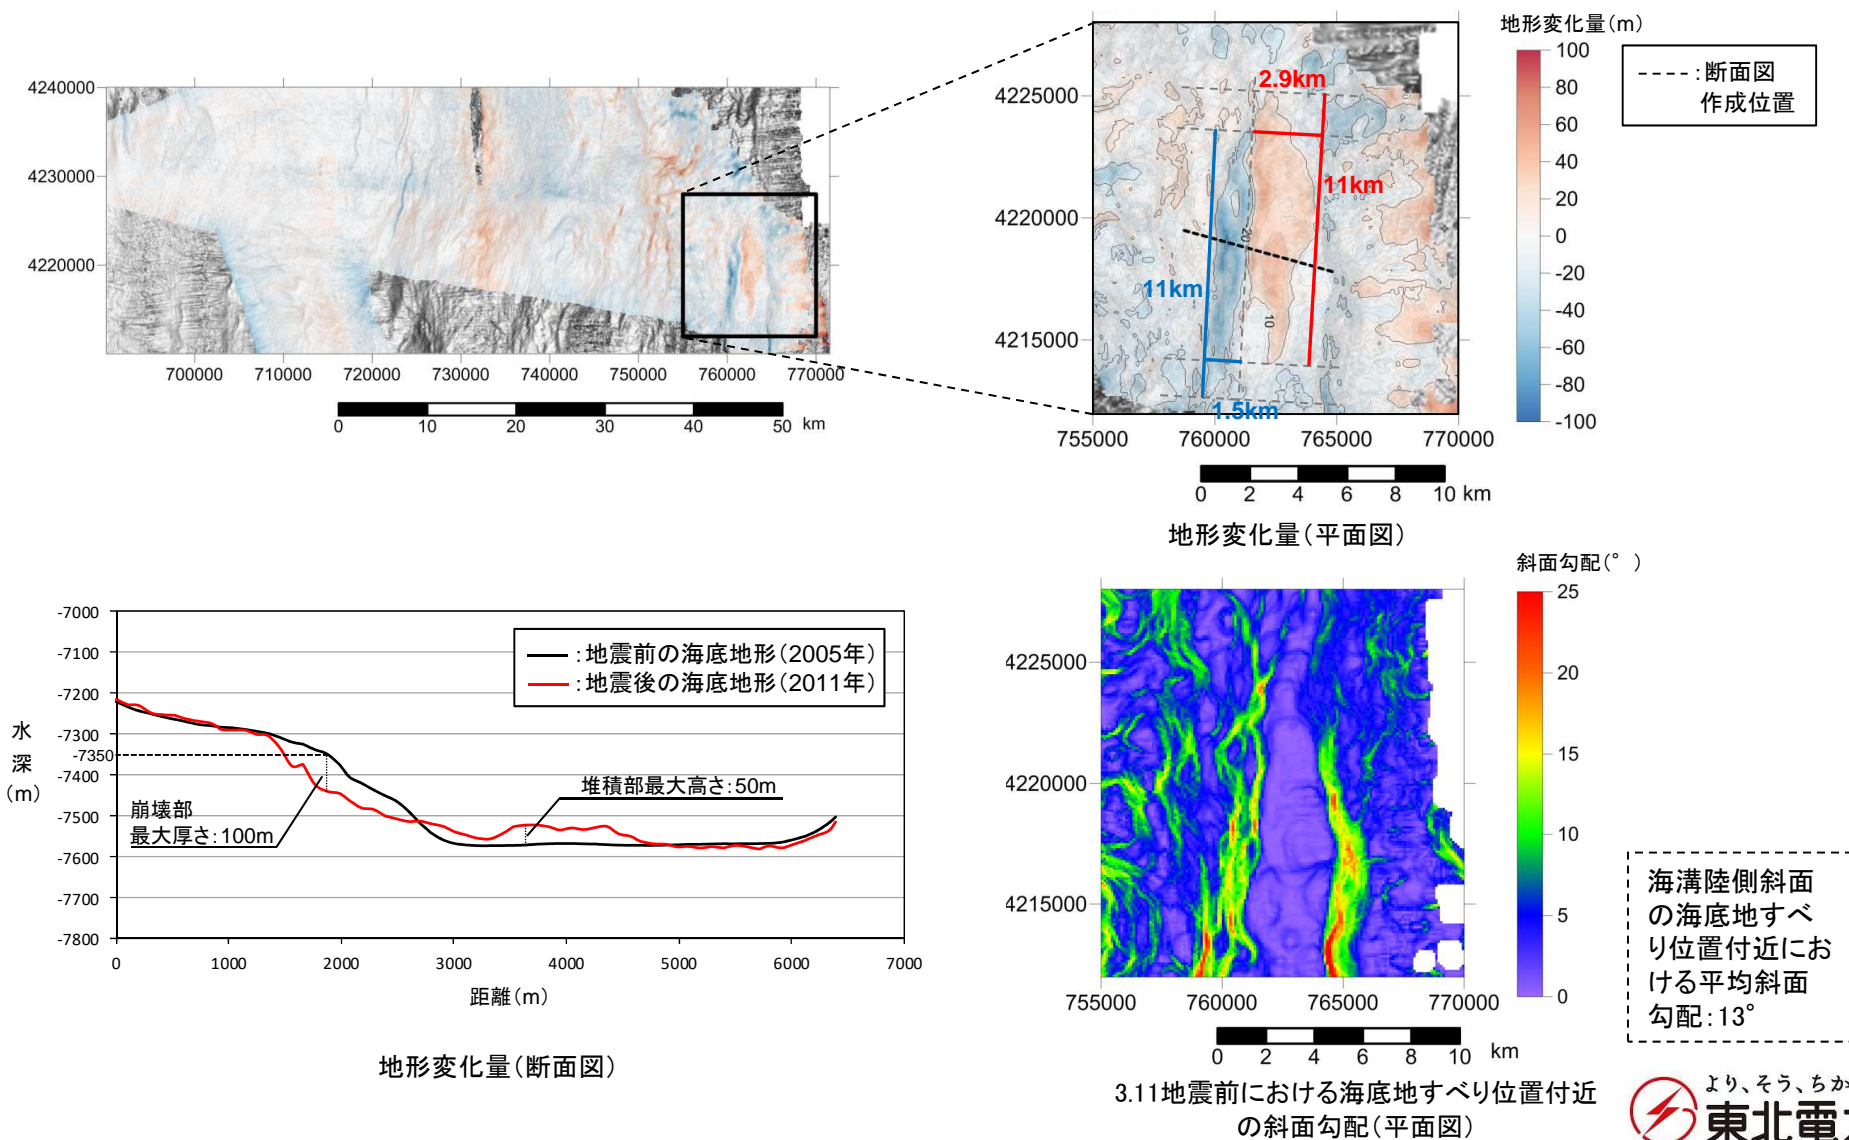 4240000
4230000
4220000
700000 710000 720000 730000 740000 750000 760000 770000
0 10 20 30 40 50 km
地形変化量(m)
100
80
60
40
20
0
-20
-40
-60
-80
-100
----:断面図
作成位置
4225000
4220000
4215000
2.9km
11km
11km
1.5km
20
10
755000 760000 765000 770000
0 2 4 6 8 10 km
地形変化量(平面図)
-7000
-7100
-7200
-7300
-7350
-7400
-7500
-7600
-7700
-7800
水
深
(m)
:地震前の海底地形(2005年)
:地震後の海底地形(2011年)
崩壊部
最大厚さ:100m
堆積部最大高さ:50m
0 1000 2000 3000 4000 5000 6000 7000
距離(m)
地形変化量(断面図)
斜面勾配(°)
25
20
15
10
5
0
4225000
4220000
4215000
755000 760000 765000 770000
0 2 4 6 8 10 km
3.11地震前における海底地すべり位置付近
の斜面勾配(平面図)
海溝陸側斜面
の海底地すべ
り位置付近にお
ける平均斜面
勾配:13°
より、そう、ちか
東北電